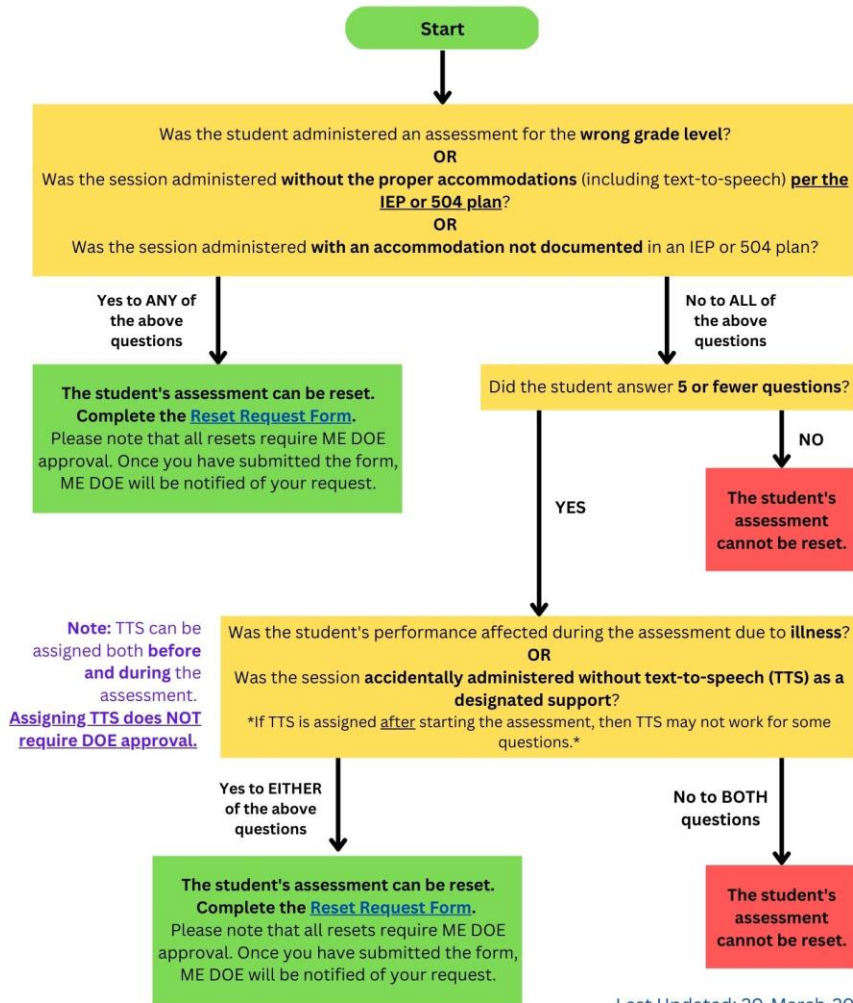 Start
Was the student administered an assessment for the wrong grade level?
OR
Was the session administered without the proper accommodations (including text-to-speech) per the
IEP or 504 plan?
OR
Was the session administered with an accommodation not documented in an IEP or 504 plan?
Yes to ANY of
the above
questions
No to ALL of
the above
questions
The student's assessment can be reset.
Complete the Reset Request Form.
Please note that all resets require ME DOE
approval. Once you have submitted the form,
ME DOE will be notified of your request.
Did the student answer 5 or fewer questions?
NO
YES
The student's
assessment
cannot be reset.
Note: TTS can be
assigned both before
and during the
assessment.
Assigning TTS does NOT
require DOE approval.
Was the student's performance affected during the assessment due to illness?
OR
Was the session accidentally administered without text-to-speech (TTS) as a
designated support?
*If TTS is assigned after starting the assessment, then TTS may not work for some
questions.*
Yes to EITHER
of the above
questions
No to BOTH
questions
The student's assessment can be reset.
Complete the Reset Request Form.
Please note that all resets require ME DOE
approval. Once you have submitted the form,
ME DOE will be notified of your request.
The student's
assessment
cannot be reset.
Last Updated: